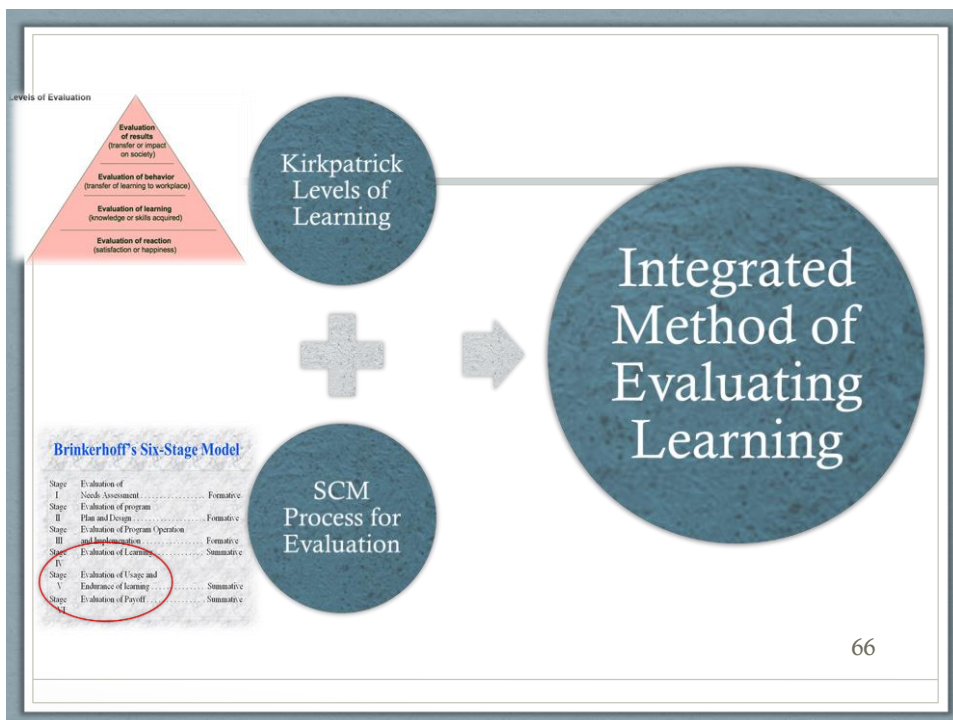 Levels of Evaluation
Evaluation
of results
(transfer or impact
on society)
Evaluation of behavior
(transfer of learning to workplace)
Evaluation of learning
(knowledge or skills acquired)
Evaluation of reaction
(satisfaction or happiness)
Kirkpatrick
Levels of
Learning
Brinkerhoff's Six-Stage Model
Stage Evaluation of
I Needs Assessment . . . . . . . . . . . . . . . . Formative
Stage Evaluation of program
II Plan and Design . . . . . . . . . . . . . . . . . Formative
Stage Evaluation of Program Operation
III and Implemenation . . . . . . . . . . . . . . . Formative
Stage Evaluation of Learning . . . . . . . . . . . . Summative
IV
Stage Evaluation of Usage and
V Endurance of learning . . . . . . . . . . . . . . Summative
Stage Evaluation of Payoff . . . . . . . . . . . . . . Summative
VI
SCM
Process for
Evaluation
Integrated
Method of
Evaluating
Learning
66